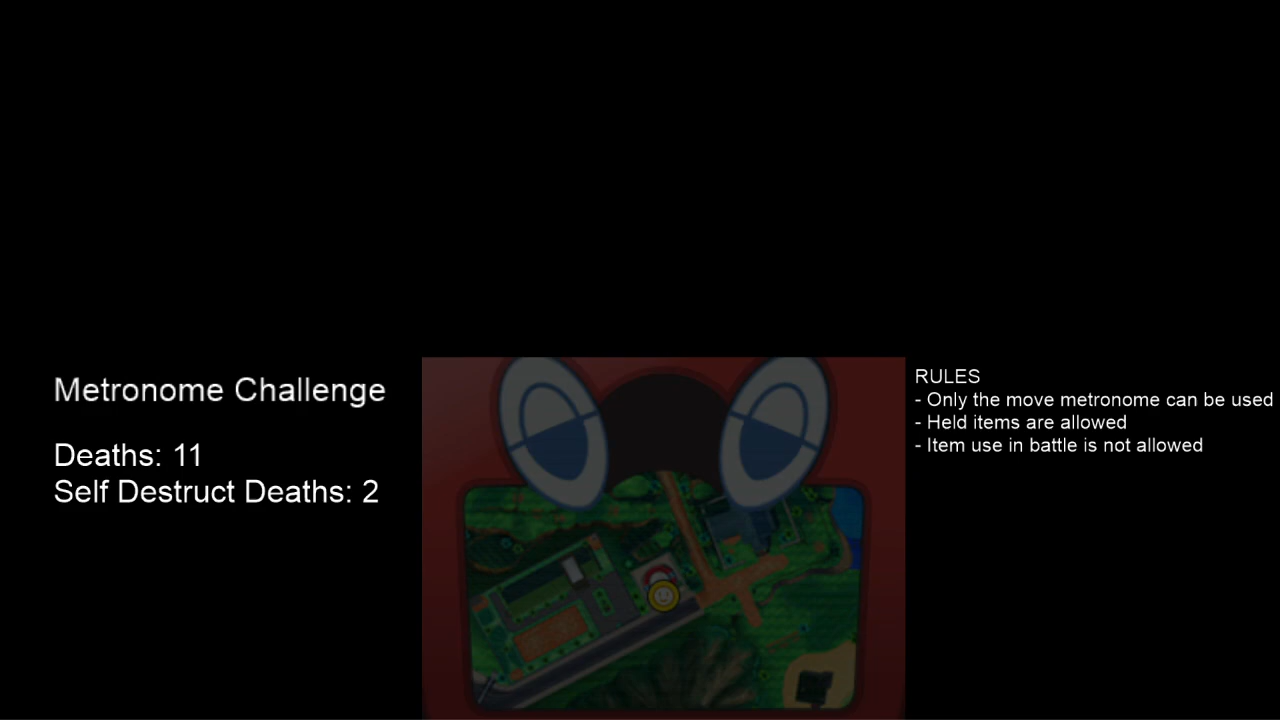 Metronome Challenge
Deaths: 11
Self Destruct Deaths: 2
RULES
- Only the move metronome can be used
- Held items are allowed
- Item use in battle is not allowed